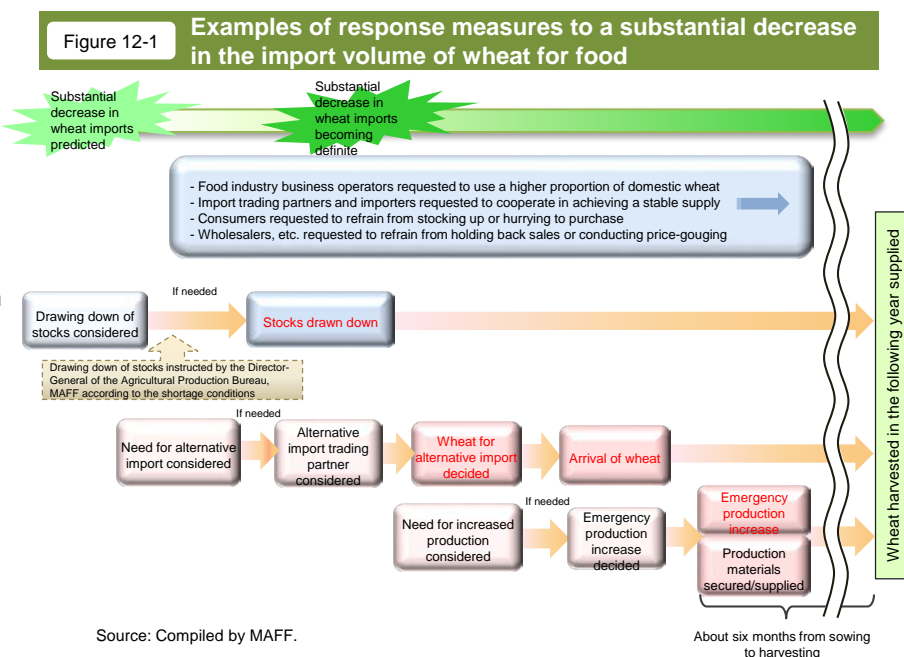 Figure 12-1
Examples of response measures to a substantial decrease
in the import volume of wheat for food
Substantial
decrease in
wheat imports
predicted
Substantial
decrease in
wheat imports
becoming
definite
- Food industry business operators requested to use a higher proportion of domestic wheat
- Import trading partners and importers requested to cooperate in achieving a stable supply
- Consumers requested to refrain from stocking up or hurrying to purchase
- Wholesalers, etc. requested to refrain from holding back sales or conducting price-gouging
Drawing down of
stocks considered
If needed
Stocks drawn down
Drawing down of stocks instructed by the Director-
General of the Agricultural Production Bureau,
MAFF according to the shortage conditions
Need for alternative
import considered
If needed
Alternative
import trading
partner
considered
Wheat for
alternative import
decided
Arrival of wheat
Need for increased
production
considered
If needed
Emergency
production
increase
decided
Emergency
production
increase
Production
materials
secured/supplied
Wheat harvested in the following year supplied
About six months from sowing
to harvesting
Source: Compiled by MAFF.